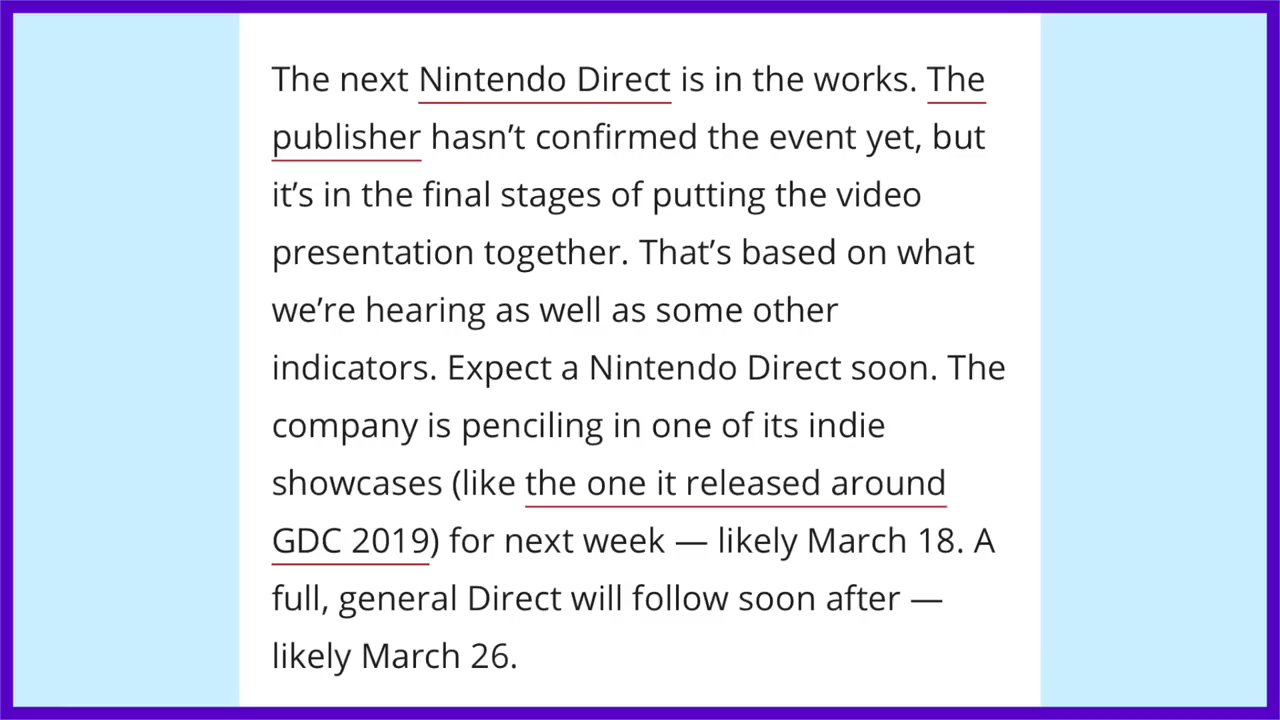 The next Nintendo Direct is in the works. The
publisher hasn’t confirmed the event yet, but
it’s in the final stages of putting the video
presentation together. That’s based on what
we’re hearing as well as some other
indicators. Expect a Nintendo Direct soon. The
company is penciling in one of its indie
showcases (like the one it released around
GDC 2019) for next week — likely March 18. A
full, general Direct will follow soon after —
likely March 26.